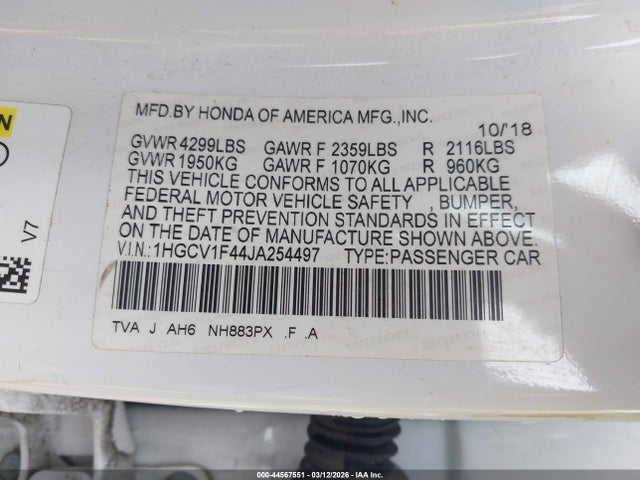 MFD.BY HONDA OF AMERICA MFG.,INC.
10/'18
GVWR 4299LBS GAWR F 2359LBS R 2116LBS
GVWR 1950KG GAWR F 1070KG R 960KG
THIS VEHICLE CONFORMS TO ALL APPLICABLE
FEDERAL MOTOR VEHICLE SAFETY , BUMPER,
AND THEFT PREVENTION STANDARDS IN EFFECT
ON THE DATE OF MANUFACTURE SHOWN ABOVE.
V.I.N.:1HGCV1F44JA254497 TYPE:PASSENGER CAR
TVA J AH6 NH883PX .F .A
V7
000-44567551 | 03/12/2026 | IAA Inc.